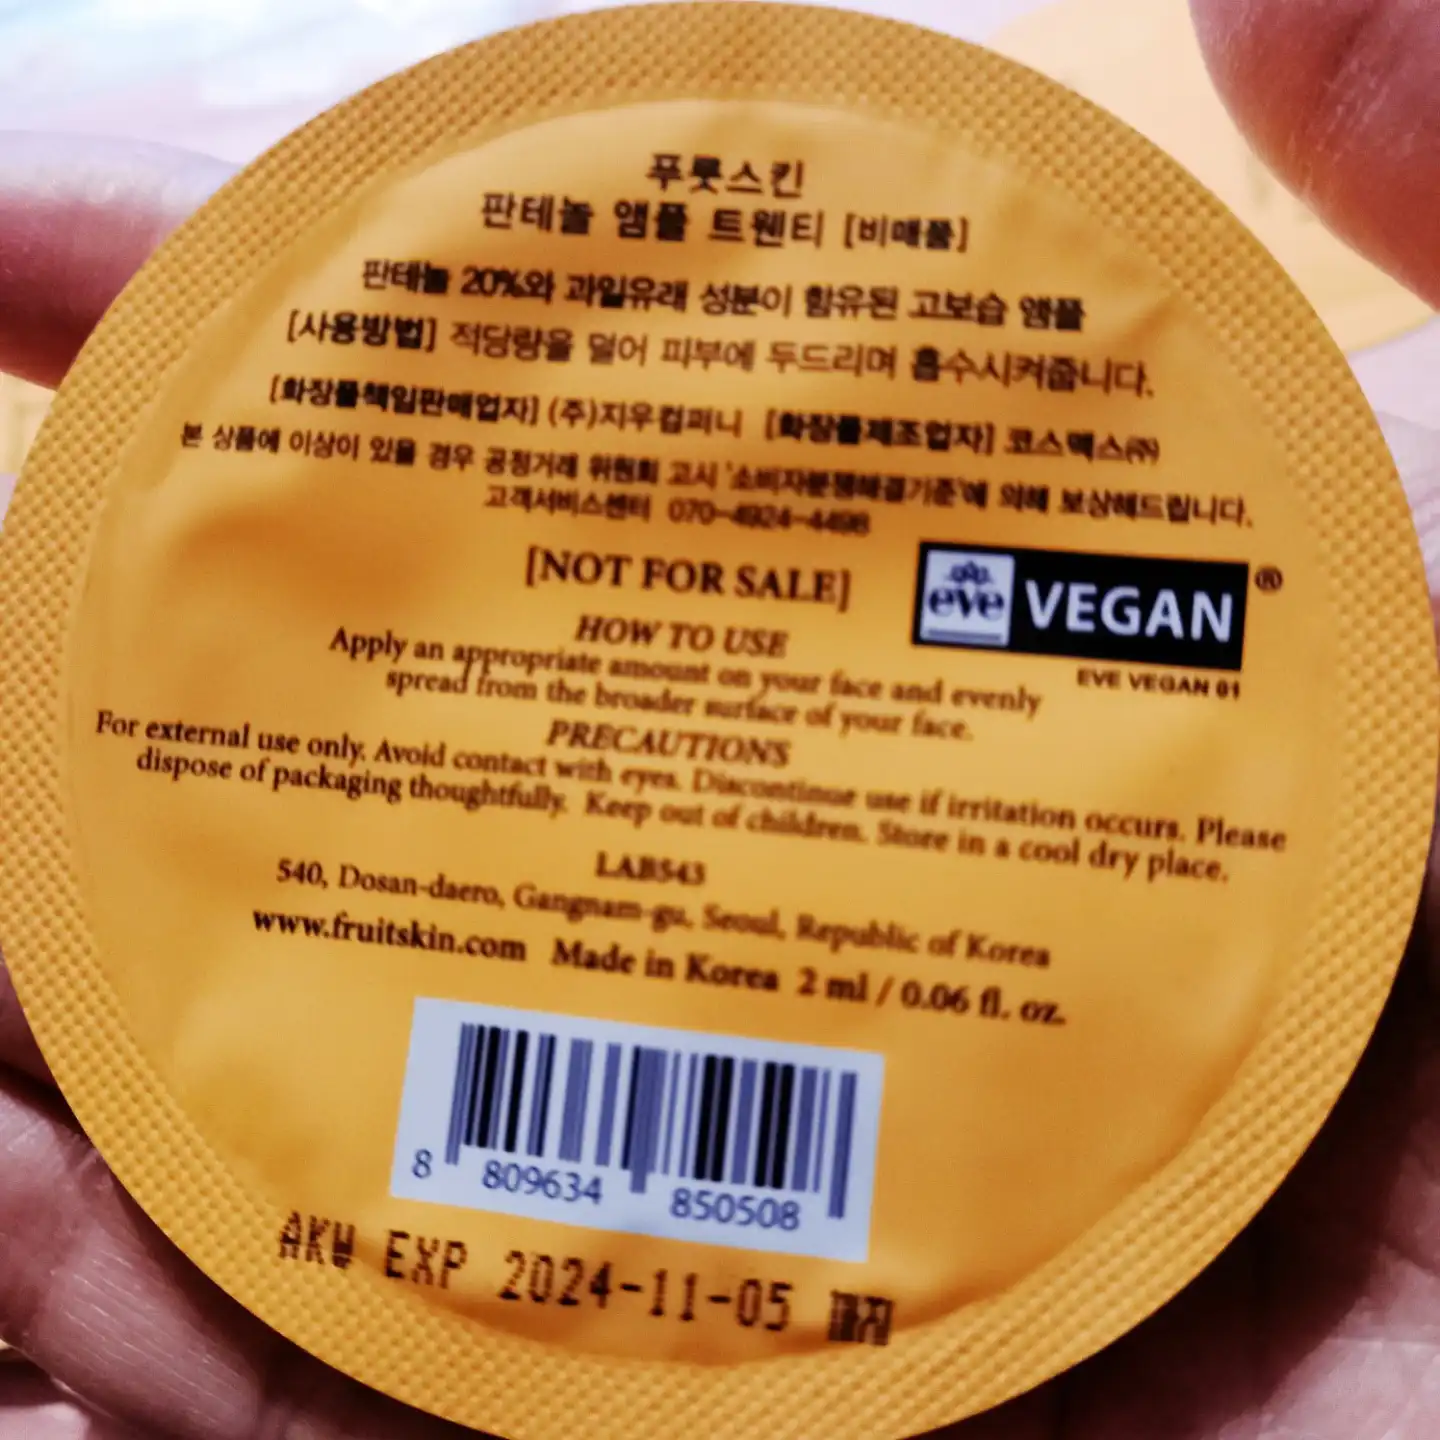 푸룻스킨
판테놀 앰플 트웬티 [비매품]
판테놀 20%와 과일유래 성분이 함유된 고보습 앰플
[사용방법] 적당량을 덜어 피부에 두드리며 흡수시켜줍니다.
[화장품책임판매업자] (주)지우컴퍼니 [화장품제조업자] 코스맥스㈜
본 상품에 이상이 있을 경우 공정거래 위원회 고시 '소비자분쟁해결기준'에 의해 보상해드립니다.
고객서비스센터 070-4924-4498
[NOT FOR SALE]
eve VEGAN ®
EVE VEGAN 01
HOW TO USE
Apply an appropriate amount on your face and evenly
spread from the broader surface of your face.
PRECAUTIONS
For external use only. Avoid contact with eyes. Discontinue use if irritation occurs. Please
dispose of packaging thoughtfully. Keep out of children. Store in a cool dry place.
LAB543
540, Dosan-daero, Gangnam-gu, Seoul, Republic of Korea
www.fruitskin.com Made in Korea 2 ml / 0.06 fl. oz.
8 809634 850508
AKW EXP 2024-11-05 까지